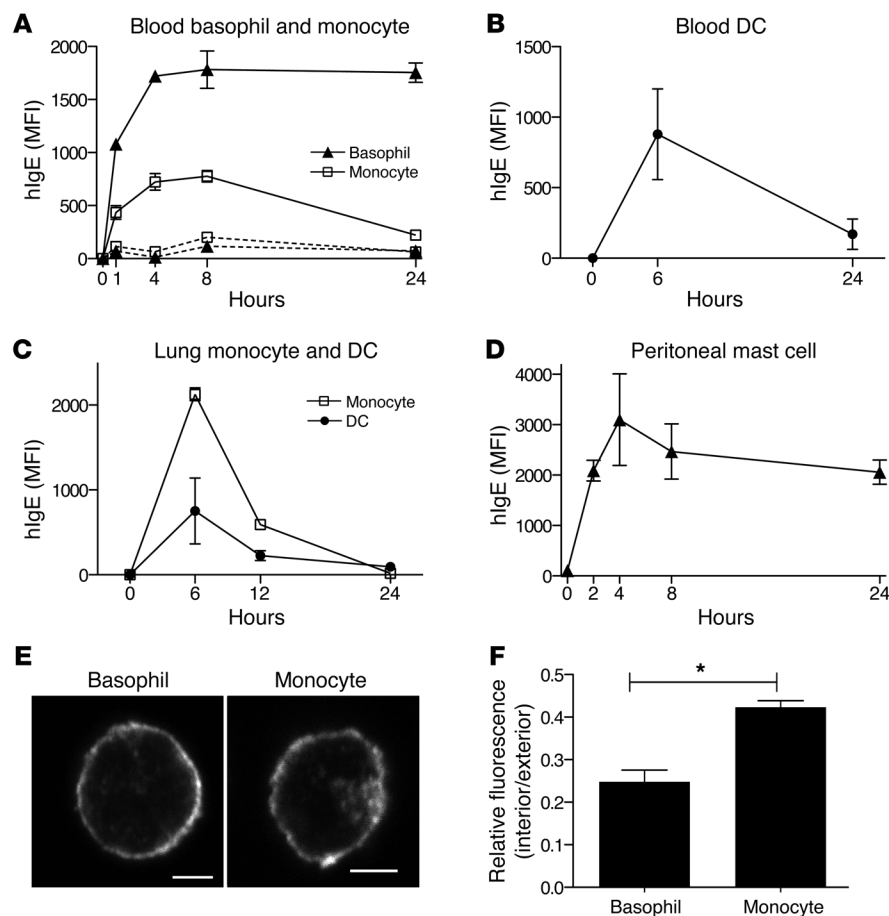 A
Blood basophil and monocyte
hIgE (MFI)
2000
1500
1000
500
0
Basophil
Monocyte
0 1 4 8 24
Hours
B
Blood DC
hIgE (MFI)
1500
1000
500
0
0 6 24
Hours
C
Lung monocyte and DC
hIgE (MFI)
2000
1000
0
Monocyte
DC
0 6 12 24
Hours
D
Peritoneal mast cell
hIgE (MFI)
4000
3000
2000
1000
0
0 2 4 8 24
Hours
E
Basophil Monocyte
F
Relative fluorescence
(interior/exterior)
0.5
0.4
0.3
0.2
0.1
0.0
*
Basophil Monocyte